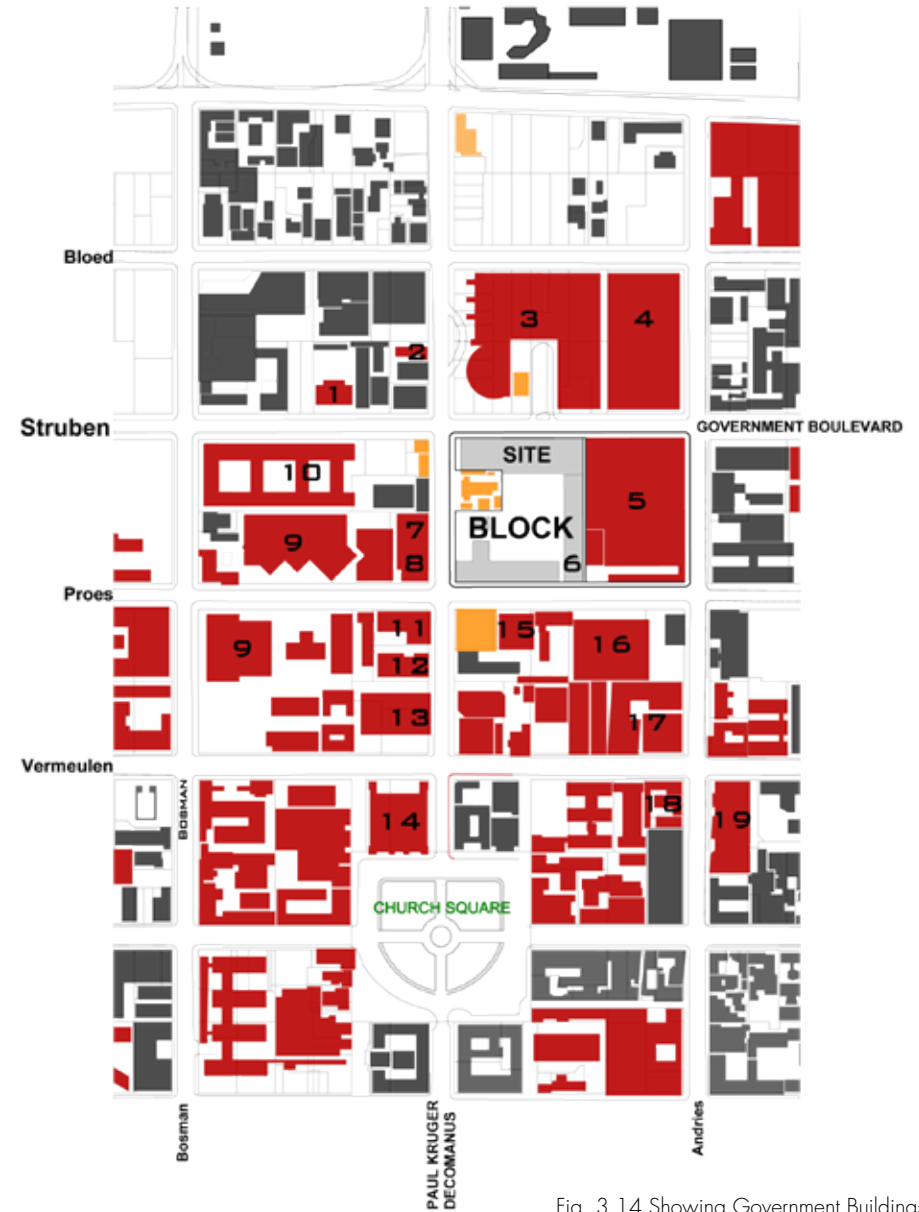 Bloed
3
4
2
1
Struben
GOVERNMENT BOULEVARD
SITE
10
5
BLOCK
7
9
8
6
Proes
11
15
9
12
16
13
17
Vermeulen
BOSMAN
14
18
19
CHURCH SQUARE
Bosman
PAUL KRUGER
DECOMANUS
Andries
Fig. 3.14 Showing Government Building